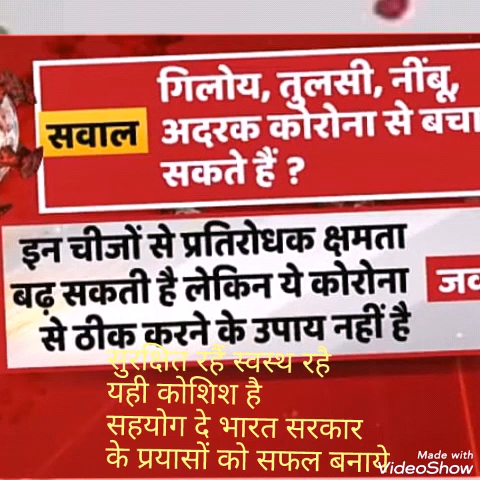 गिलोय, तुलसी, नींबू,
सवाल अदरक कोरोना से बचा
सकते हैं ?
इन चीजों से प्रतिरोधक क्षमता
बढ़ सकती है लेकिन ये कोरोना
से ठीक करने के उपाय नहीं है
सुरक्षित रहें स्वस्थ रहै
यही कोशिश है
सहयोग दे भारत सरकार
के प्रयासों को सफल बनाये
Made with
VideoShow